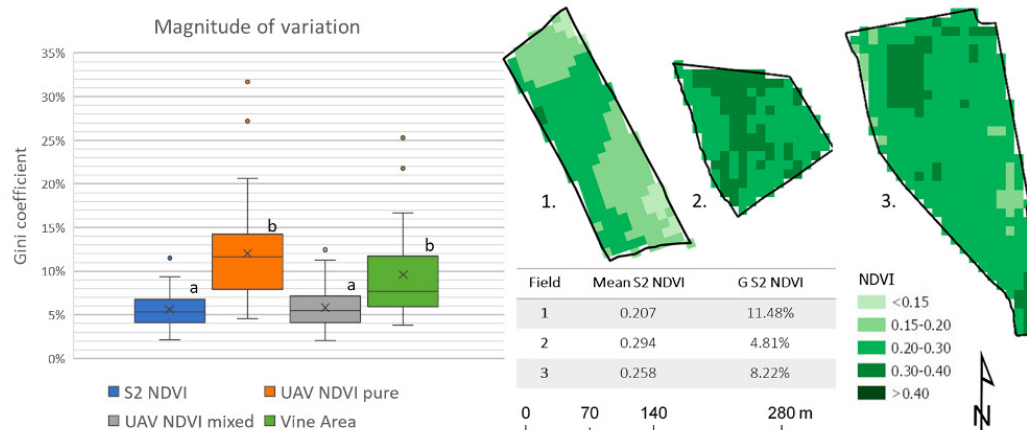 Magnitude of variation
Gini coefficient
35%
30%
25%
20%
15%
10%
5%
0%
a
b
a
b
S2 NDVI
UAV NDVI pure
UAV NDVI mixed
Vine Area
1.
2.
3.
Field Mean S2 NDVI G S2 NDVI
1 0.207 11.48%
2 0.294 4.81%
3 0.258 8.22%
0 70 140 280 m
NDVI
<0.15
0.15-0.20
0.20-0.30
0.30-0.40
>0.40
N